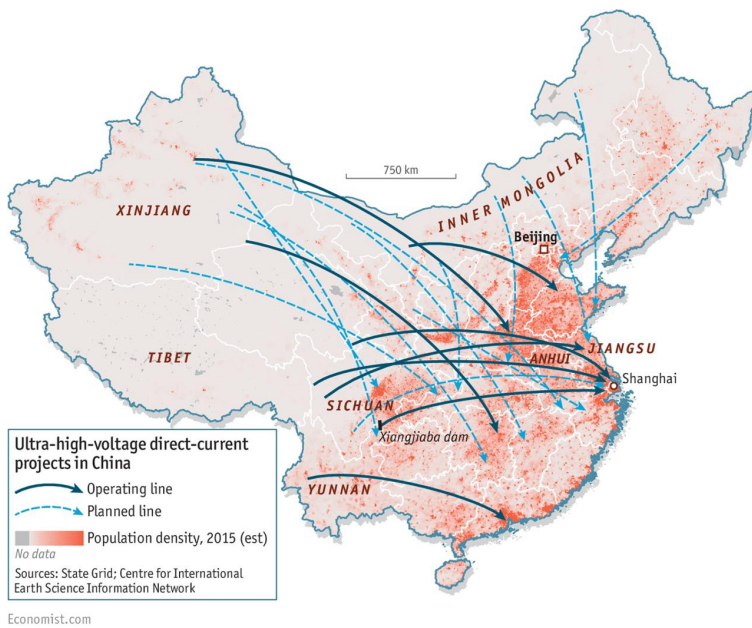 750 km
INNER MONGOLIA
XINJIANG
Beijing
TIBET
JIANGSU
ANHUI
Shanghai
SICHUAN
Xiangjiaba dam
YUNNAN
Ultra-high-voltage direct-current
projects in China
Operating line
Planned line
Population density, 2015 (est)
No data
Sources: State Grid; Centre for International
Earth Science Information Network
Economist.com